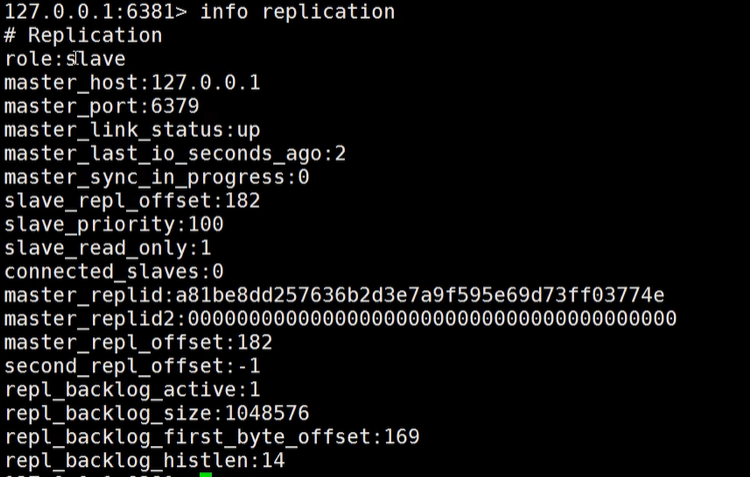 127.0.0.1:6381> info replication
# Replication
role:slave
master_host:127.0.0.1
master_port:6379
master_link_status:up
master_last_io_seconds_ago:2
master_sync_in_progress:0
slave_repl_offset:182
slave_priority:100
slave_read_only:1
connected_slaves:0
master_replid:a81be8dd257636b2d3e7a9f595e69d73ff03774e
master_replid2:0000000000000000000000000000000000000000
master_repl_offset:182
second_repl_offset:-1
repl_backlog_active:1
repl_backlog_size:1048576
repl_backlog_first_byte_offset:169
repl_backlog_histlen:14